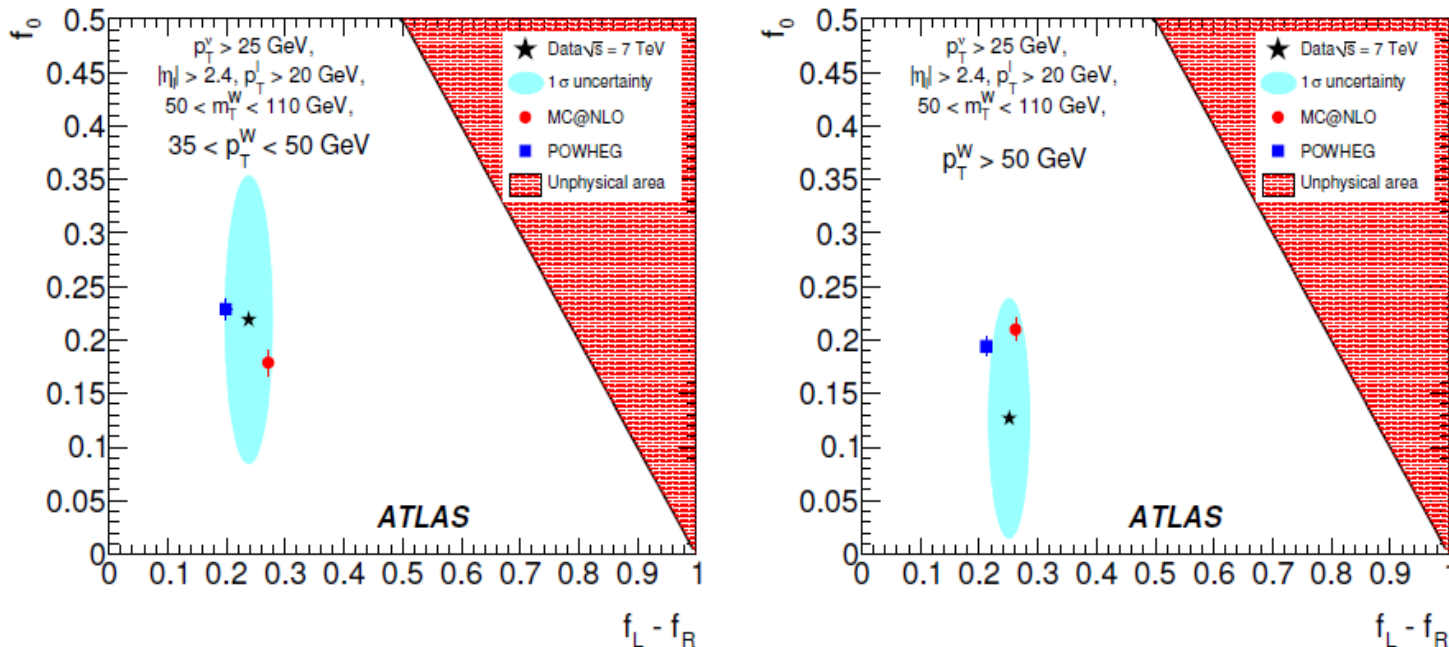 f₀
0.5
0.45
0.4
0.35
0.3
0.25
0.2
0.15
0.1
0.05
0
p_T^ν > 25 GeV,
|η_l| > 2.4, p_T^l > 20 GeV,
50 < m_T^W < 110 GeV,
35 < p_T^W < 50 GeV
Data√s = 7 TeV
1 σ uncertainty
MC@NLO
POWHEG
Unphysical area
ATLAS
0 0.1 0.2 0.3 0.4 0.5 0.6 0.7 0.8 0.9 1
f_L - f_R
f₀
0.5
0.45
0.4
0.35
0.3
0.25
0.2
0.15
0.1
0.05
0
p_T^ν > 25 GeV,
|η_l| > 2.4, p_T^l > 20 GeV,
50 < m_T^W < 110 GeV,
p_T^W > 50 GeV
Data√s = 7 TeV
1 σ uncertainty
MC@NLO
POWHEG
Unphysical area
ATLAS
0 0.1 0.2 0.3 0.4 0.5 0.6 0.7 0.8 0.9 1
f_L - f_R